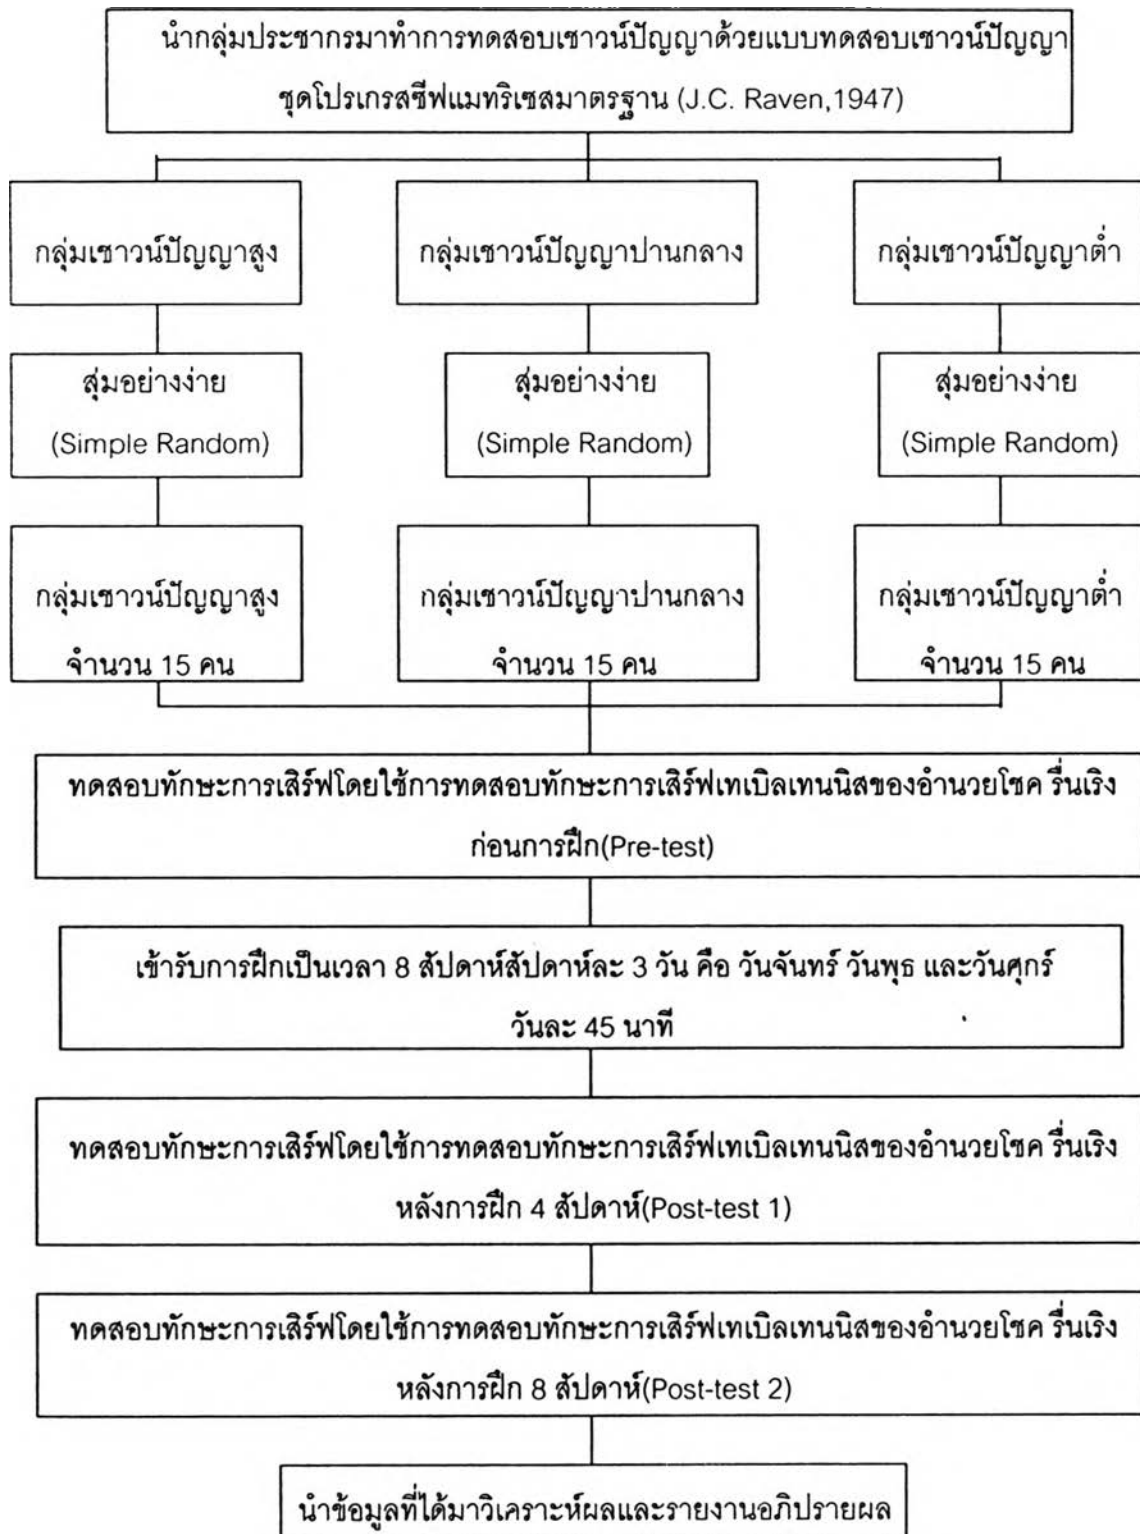 นำกลุ่มประชากรมาทำการทดสอบเชาวน์ปัญญาด้วยแบบทดสอบเชาวน์ปัญญา
ชุดโปรเกรสซีฟแมทริเซสมาตรฐาน (J.C. Raven,1947)
กลุ่มเชาวน์ปัญญาสูง
กลุ่มเชาวน์ปัญญาปานกลาง
กลุ่มเชาวน์ปัญญาต่ำ
สุ่มอย่างง่าย
(Simple Random)
สุ่มอย่างง่าย
(Simple Random)
สุ่มอย่างง่าย
(Simple Random)
กลุ่มเชาวน์ปัญญาสูง
จำนวน 15 คน
กลุ่มเชาวน์ปัญญาปานกลาง
จำนวน 15 คน
กลุ่มเชาวน์ปัญญาต่ำ
จำนวน 15 คน
ทดสอบทักษะการเสิร์ฟโดยใช้การทดสอบทักษะการเสิร์ฟเทเบิลเทนนิสของอำนวยโชค รื่นเริง
ก่อนการฝึก(Pre-test)
เข้ารับการฝึกเป็นเวลา 8 สัปดาห์สัปดาห์ละ 3 วัน คือ วันจันทร์ วันพุธ และวันศุกร์
วันละ 45 นาที
ทดสอบทักษะการเสิร์ฟโดยใช้การทดสอบทักษะการเสิร์ฟเทเบิลเทนนิสของอำนวยโชค รื่นเริง
หลังการฝึก 4 สัปดาห์(Post-test 1)
ทดสอบทักษะการเสิร์ฟโดยใช้การทดสอบทักษะการเสิร์ฟเทเบิลเทนนิสของอำนวยโชค รื่นเริง
หลังการฝึก 8 สัปดาห์(Post-test 2)
นำข้อมูลที่ได้มาวิเคราะห์ผลและรายงานอภิปรายผล